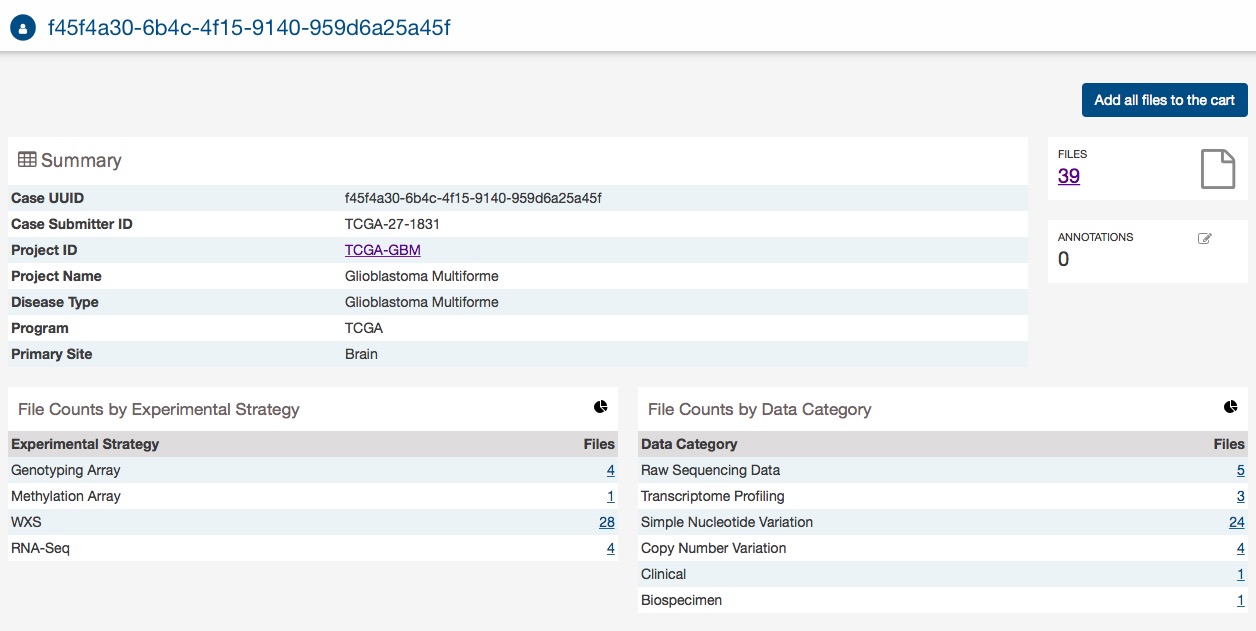 f45f4a30-6b4c-4f15-9140-959d6a25a45f
Add all files to the cart
Summary
Case UUID f45f4a30-6b4c-4f15-9140-959d6a25a45f
Case Submitter ID TCGA-27-1831
Project ID TCGA-GBM
Project Name Glioblastoma Multiforme
Disease Type Glioblastoma Multiforme
Program TCGA
Primary Site Brain
FILES
39
ANNOTATIONS
0
File Counts by Experimental Strategy
Experimental Strategy Files
Genotyping Array 4
Methylation Array 1
WXS 28
RNA-Seq 4
File Counts by Data Category
Data Category Files
Raw Sequencing Data 5
Transcriptome Profiling 3
Simple Nucleotide Variation 24
Copy Number Variation 4
Clinical 1
Biospecimen 1